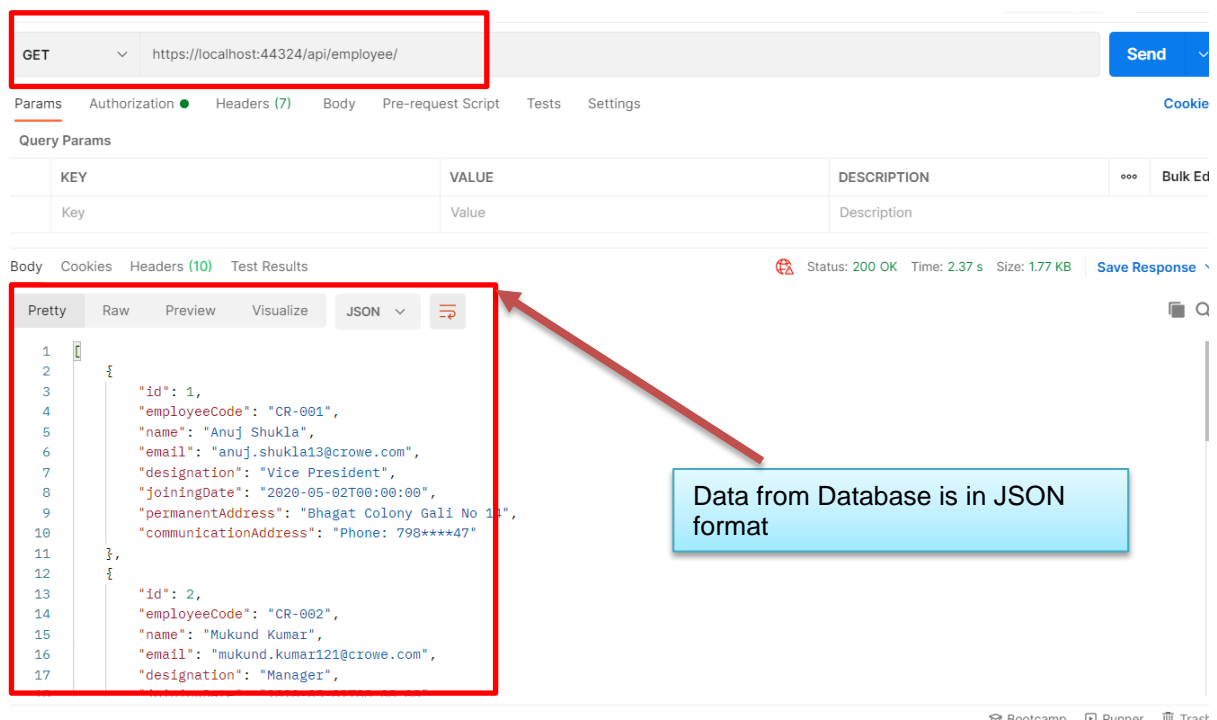 GET https://localhost:44324/api/employee/ Send
Params Authorization Headers (7) Body Pre-request Script Tests Settings Cookie
Query Params
KEY VALUE DESCRIPTION ooo Bulk Ed
Key Value Description
Body Cookies Headers (10) Test Results Status: 200 OK Time: 2.37 s Size: 1.77 KB Save Response
Pretty Raw Preview Visualize JSON
1 [
2 {
3 "id": 1,
4 "employeeCode": "CR-001",
5 "name": "Anuj Shukla",
6 "email": "anuj.shukla13@crowe.com",
7 "designation": "Vice President",
8 "joiningDate": "2020-05-02T00:00:00",
9 "permanentAddress": "Bhagat Colony Gali No 14",
10 "communicationAddress": "Phone: 798****47"
11 },
12 {
13 "id": 2,
14 "employeeCode": "CR-002",
15 "name": "Mukund Kumar",
16 "email": "mukund.kumar121@crowe.com",
17 "designation": "Manager",
Data from Database is in JSON
format
Bootcamp Runner Trash